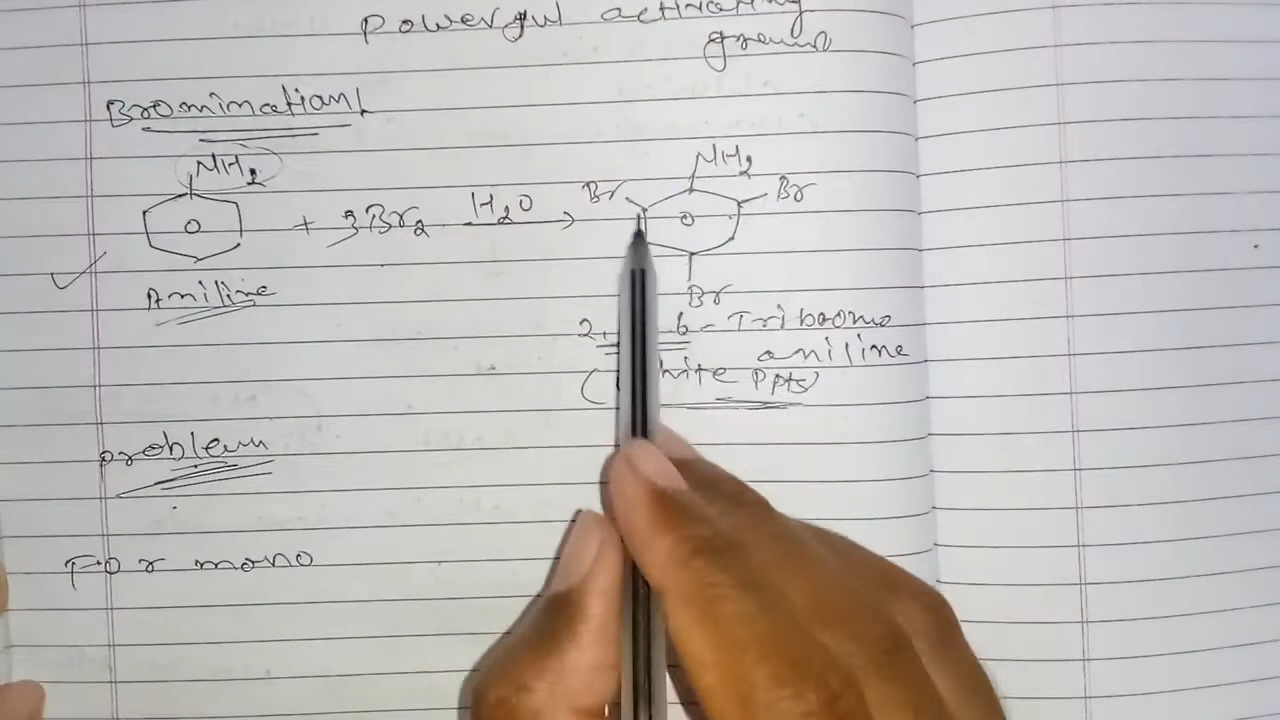 powerful activating
group
Bromination
NH2
+ 3Br2 H2O →
Aniline
NH2
Br Br
Br
2, 6 - Tribromo
aniline
(white ppts)
problem
For mono